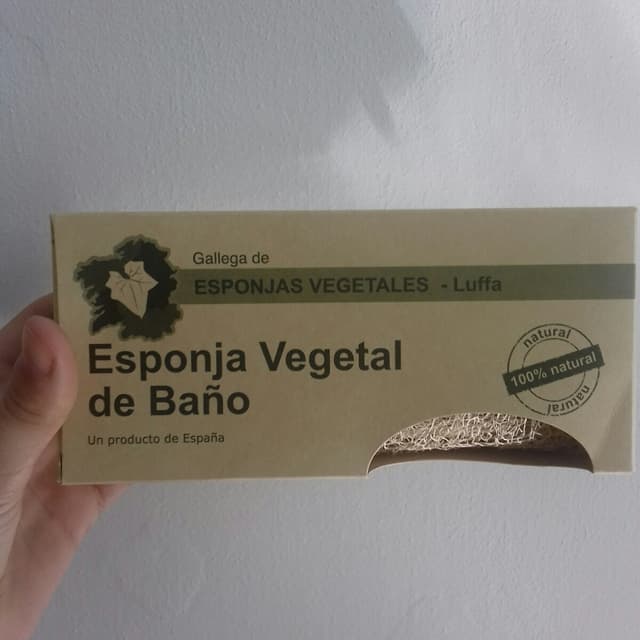 Gallega de
ESPONJAS VEGETALES - Luffa
Esponja Vegetal
de Baño
Un producto de España
natural
100% natural
natural